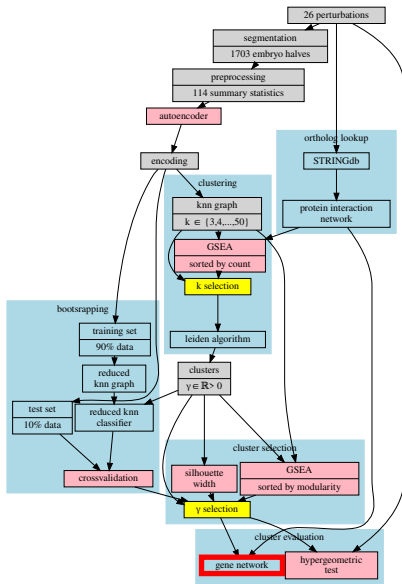 26 perturbations
segmentation
1703 embryo halves
preprocessing
114 summary statistics
autoencoder
ortholog lookup
encoding
STRINGdb
clustering
knn graph
k ∈ {3,4,...,50}
protein interaction
network
GSEA
sorted by count
k selection
bootsrapping
training set
90% data
leiden algorithm
reduced
knn graph
clusters
γ∈ℝ> 0
test set
10% data
reduced knn
classifier
cluster selection
crossvalidation
silhouette
width
GSEA
sorted by modularity
γ selection
cluster evaluation
gene network
hypergeometric
test